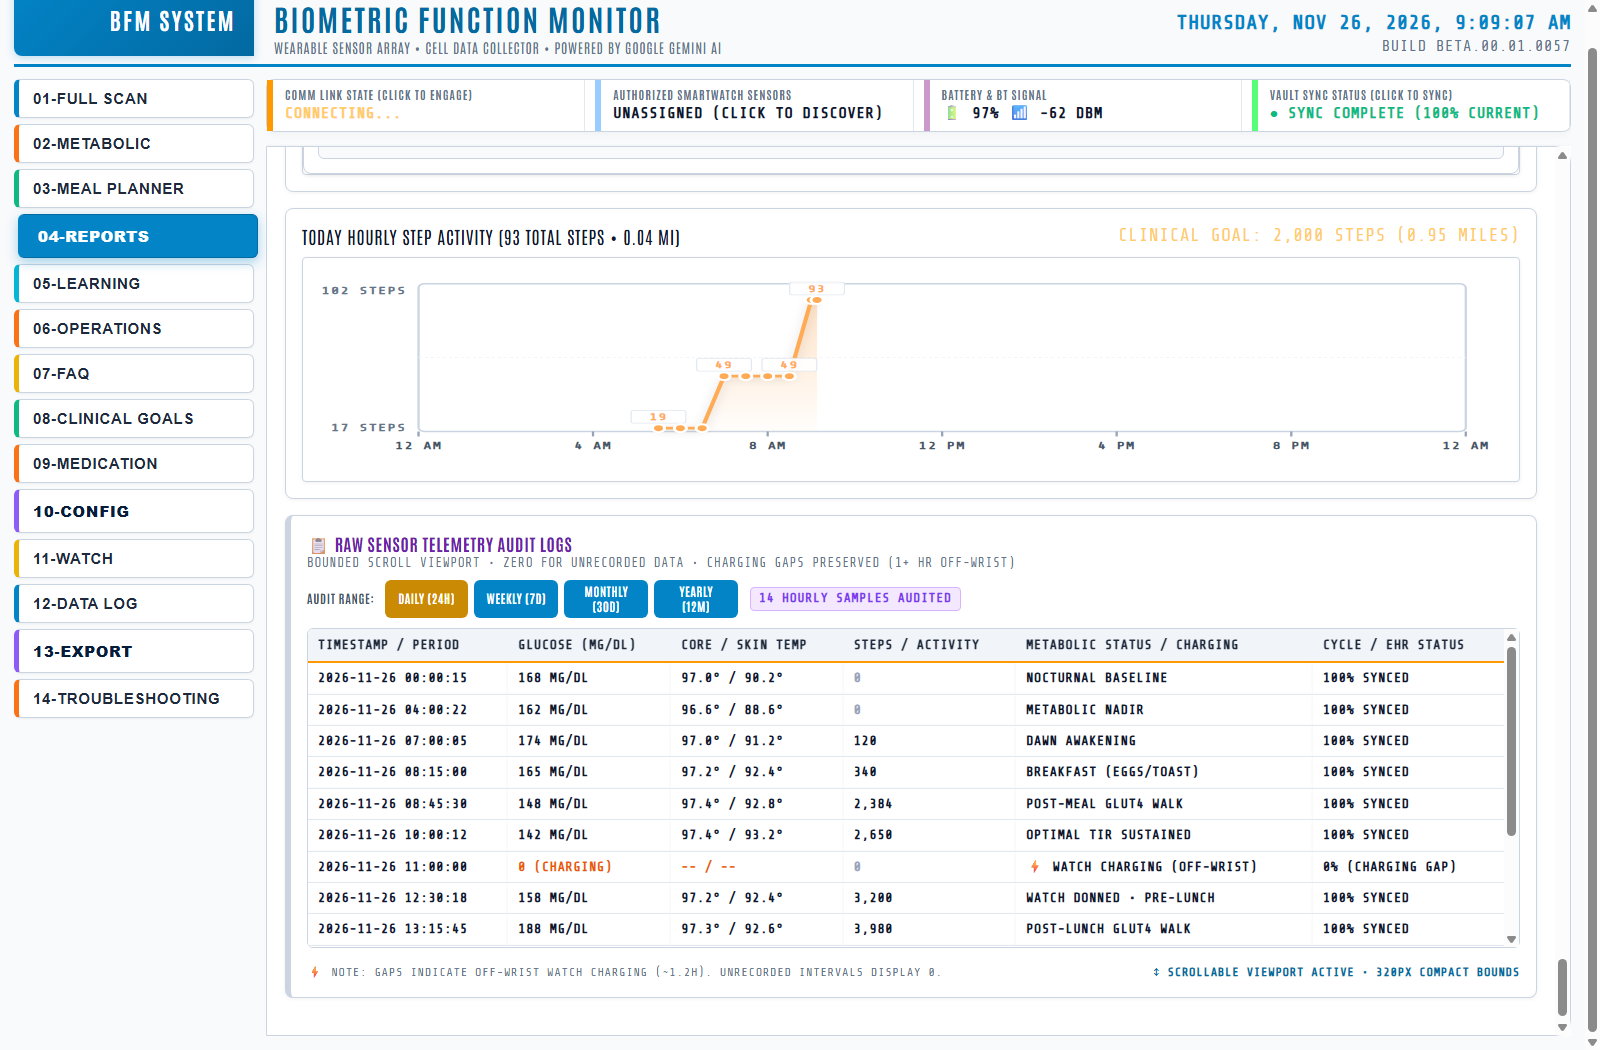 BFM SYSTEM
BIOMETRIC FUNCTION MONITOR
WEARABLE SENSOR ARRAY • CELL DATA COLLECTOR • POWERED BY GOOGLE GEMINI AI
THURSDAY, NOV 26, 2026, 9:09:07 AM
BUILD BETA.00.01.0057
01-FULL SCAN
02-METABOLIC
03-MEAL PLANNER
04-REPORTS
05-LEARNING
06-OPERATIONS
07-FAQ
08-CLINICAL GOALS
09-MEDICATION
10-CONFIG
11-WATCH
12-DATA LOG
13-EXPORT
14-TROUBLESHOOTING
COMM LINK STATE (CLICK TO ENGAGE)
CONNECTING...
AUTHORIZED SMARTWATCH SENSORS
UNASSIGNED (CLICK TO DISCOVER)
BATTERY & BT SIGNAL
🔋 97% 📶 -62 DBM
VAULT SYNC STATUS (CLICK TO SYNC)
● SYNC COMPLETE (100% CURRENT)
TODAY HOURLY STEP ACTIVITY (93 TOTAL STEPS • 0.04 MI)
CLINICAL GOAL: 2,000 STEPS (0.95 MILES)
102 STEPS
17 STEPS
19
49
49
93
12 AM
4 AM
8 AM
12 PM
4 PM
8 PM
12 AM
📋 RAW SENSOR TELEMETRY AUDIT LOGS
BOUNDED SCROLL VIEWPORT • ZERO FOR UNRECORDED DATA • CHARGING GAPS PRESERVED (1+ HR OFF-WRIST)
AUDIT RANGE:
DAILY (24H)
WEEKLY (7D)
MONTHLY
(30D)
YEARLY
(12M)
14 HOURLY SAMPLES AUDITED
TIMESTAMP / PERIOD GLUCOSE (MG/DL) CORE / SKIN TEMP STEPS / ACTIVITY METABOLIC STATUS / CHARGING CYCLE / EHR STATUS
2026-11-26 00:00:15 168 MG/DL 97.0° / 90.2° 0 NOCTURNAL BASELINE 100% SYNCED
2026-11-26 04:00:22 162 MG/DL 96.6° / 88.6° 0 METABOLIC NADIR 100% SYNCED
2026-11-26 07:00:05 174 MG/DL 97.0° / 91.2° 120 DAWN AWAKENING 100% SYNCED
2026-11-26 08:15:00 165 MG/DL 97.2° / 92.4° 340 BREAKFAST (EGGS/TOAST) 100% SYNCED
2026-11-26 08:45:30 148 MG/DL 97.4° / 92.8° 2,384 POST-MEAL GLUT4 WALK 100% SYNCED
2026-11-26 10:00:12 142 MG/DL 97.4° / 93.2° 2,650 OPTIMAL TIR SUSTAINED 100% SYNCED
2026-11-26 11:00:00 0 (CHARGING) -- / -- 0 ⚡ WATCH CHARGING (OFF-WRIST) 0% (CHARGING GAP)
2026-11-26 12:30:18 158 MG/DL 97.2° / 92.4° 3,200 WATCH DONNED • PRE-LUNCH 100% SYNCED
2026-11-26 13:15:45 188 MG/DL 97.3° / 92.6° 3,980 POST-LUNCH GLUT4 WALK 100% SYNCED
⚡ NOTE: GAPS INDICATE OFF-WRIST WATCH CHARGING (~1.2H). UNRECORDED INTERVALS DISPLAY 0.
↕ SCROLLABLE VIEWPORT ACTIVE • 320PX COMPACT BOUNDS